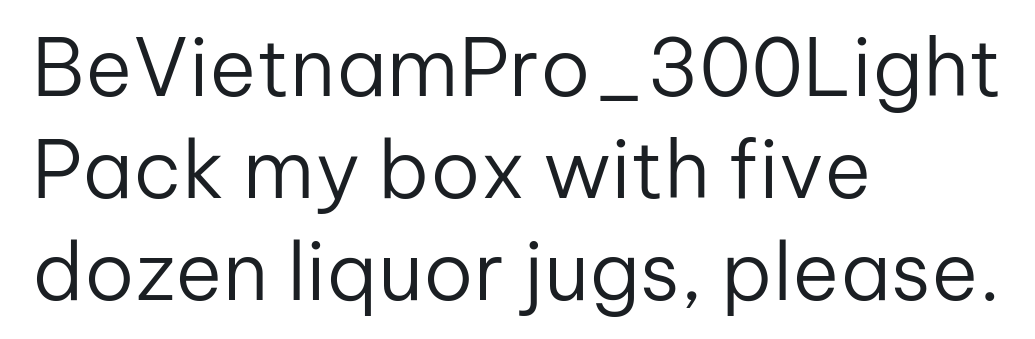 BeVietnamPro_300Light
Pack my box with five
dozen liquor jugs, please.